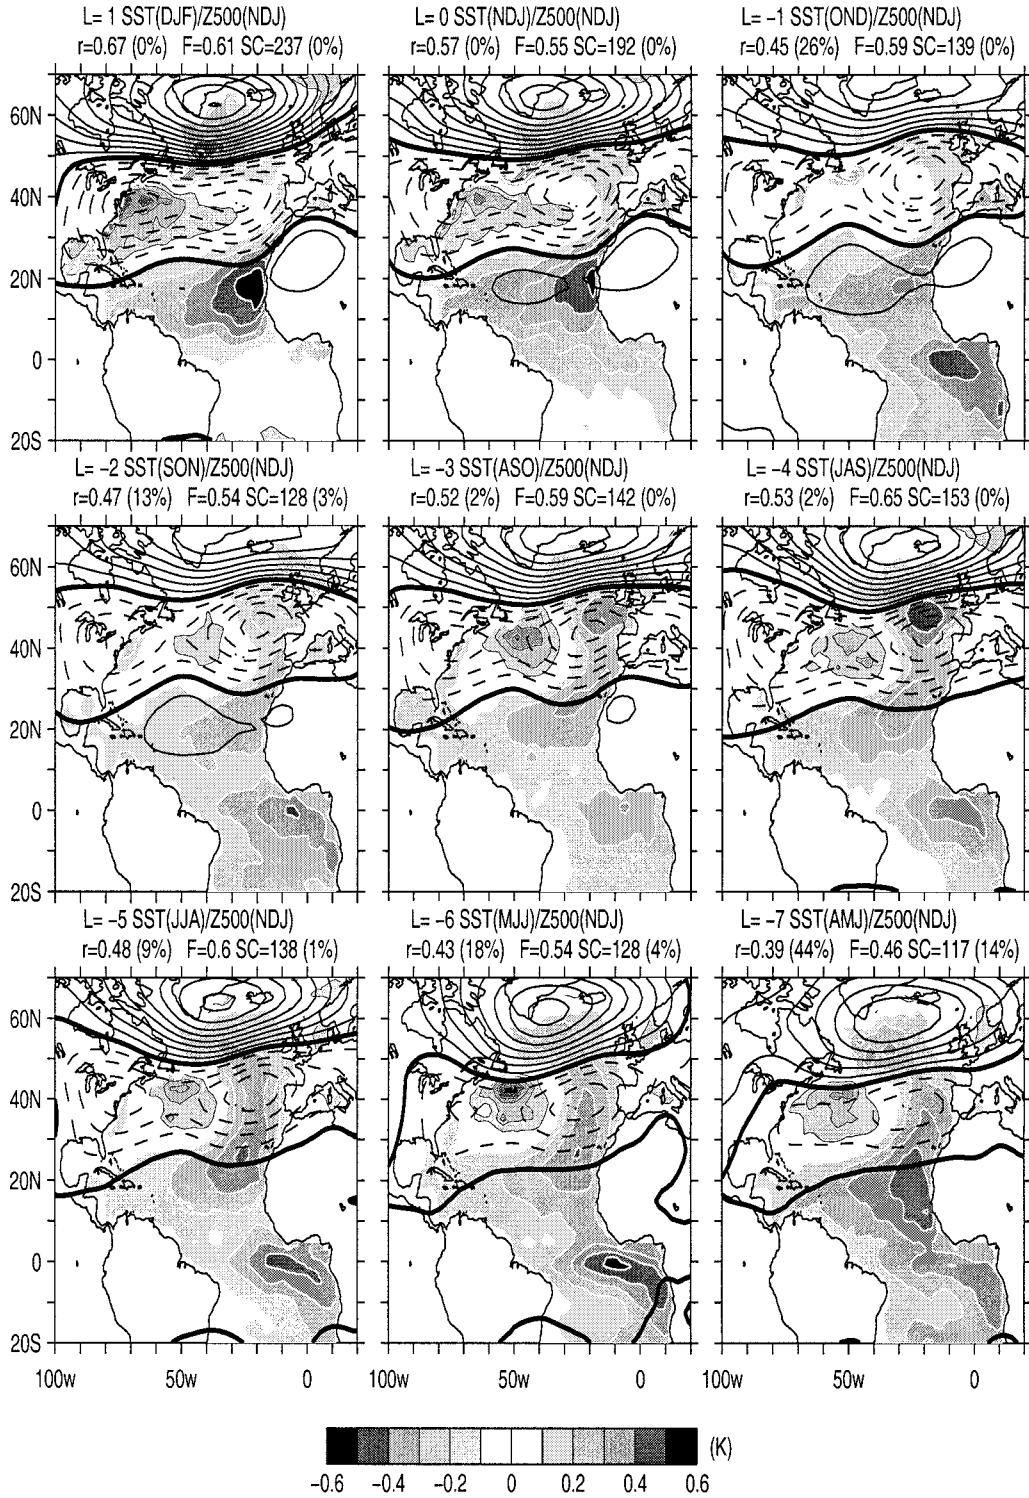 L= 1 SST(DJF)/Z500(NDJ)
r=0.67 (0%) F=0.61 SC=237 (0%)
L= 0 SST(NDJ)/Z500(NDJ)
r=0.57 (0%) F=0.55 SC=192 (0%)
L= -1 SST(OND)/Z500(NDJ)
r=0.45 (26%) F=0.59 SC=139 (0%)
60N
40N
20N
0
20S
L= -2 SST(SON)/Z500(NDJ)
r=0.47 (13%) F=0.54 SC=128 (3%)
L= -3 SST(ASO)/Z500(NDJ)
r=0.52 (2%) F=0.59 SC=142 (0%)
L= -4 SST(JAS)/Z500(NDJ)
r=0.53 (2%) F=0.65 SC=153 (0%)
60N
40N
20N
0
20S
L= -5 SST(JJA)/Z500(NDJ)
r=0.48 (9%) F=0.6 SC=138 (1%)
L= -6 SST(MJJ)/Z500(NDJ)
r=0.43 (18%) F=0.54 SC=128 (4%)
L= -7 SST(AMJ)/Z500(NDJ)
r=0.39 (44%) F=0.46 SC=117 (14%)
60N
40N
20N
0
20S
100w 50w 0
100w 50w 0
100w 50w 0
(K)
-0.6 -0.4 -0.2 0 0.2 0.4 0.6